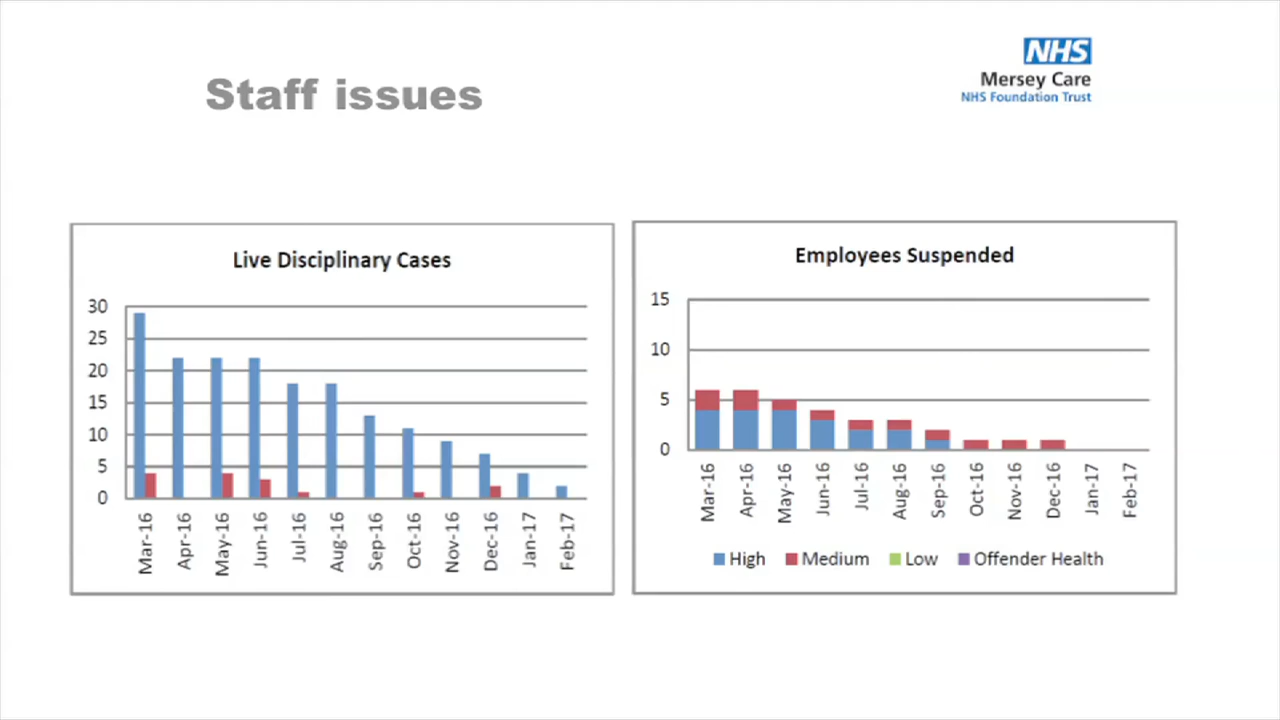 Staff issues
NHS
Mersey Care
NHS Foundation Trust
Live Disciplinary Cases
30
25
20
15
10
5
0
Mar-16
Apr-16
May-16
Jun-16
Jul-16
Aug-16
Sep-16
Oct-16
Nov-16
Dec-16
Jan-17
Feb-17
Employees Suspended
15
10
5
0
Mar-16
Apr-16
May-16
Jun-16
Jul-16
Aug-16
Sep-16
Oct-16
Nov-16
Dec-16
Jan-17
Feb-17
High Medium Low Offender Health